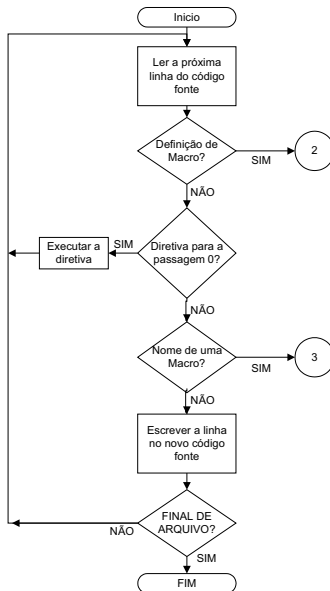 Inicio
Ler a próxima
linha do código
fonte
Definição de
Macro?
SIM
2
NÃO
Diretiva para a
passagem 0?
SIM
Executar a
diretiva
NÃO
Nome de uma
Macro?
SIM
3
NÃO
Escrever a linha
no novo código
fonte
FINAL DE
ARQUIVO?
NÃO
SIM
FIM